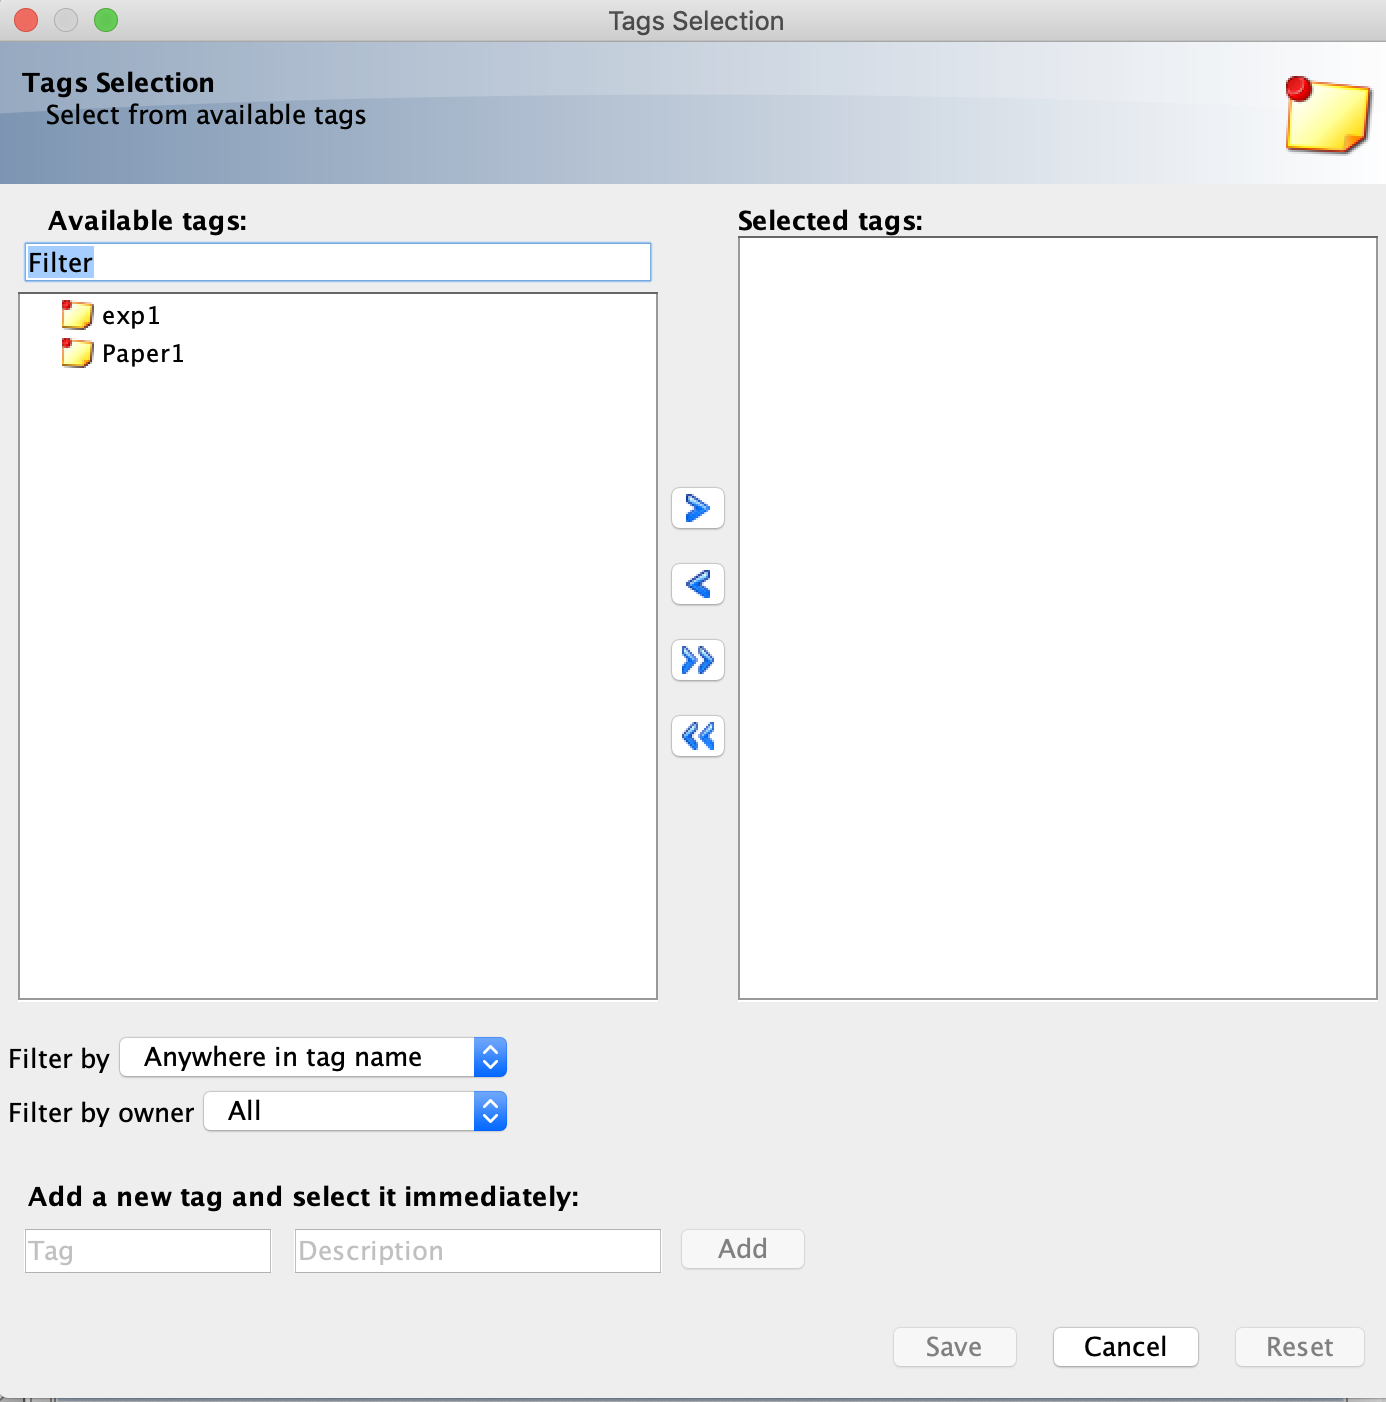 Tags Selection
Tags Selection
Select from available tags
Available tags:
Selected tags:
Filter
exp1
Paper1
Filter by Anywhere in tag name
Filter by owner All
Add a new tag and select it immediately:
Tag Description Add
Save Cancel Reset